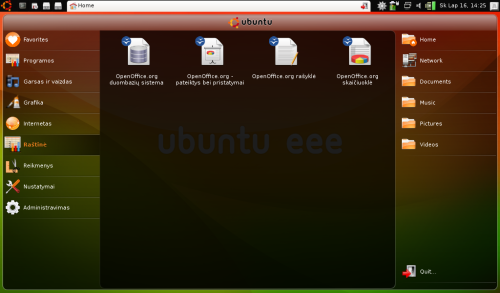 Home
Sk Lap 16, 14:25
ubuntu
Favorites
Programos
Garsas ir vaizdas
Grafika
Internetas
Raštinė
Reikmenys
Nustatymai
Administravimas
OpenOffice.org
duombazių sistema
OpenOffice.org -
pateiktys bei pristatymai
OpenOffice.org rašyklė
OpenOffice.org
skaičiuoklė
ubuntu eee
Home
Network
Documents
Music
Pictures
Videos
Quit...